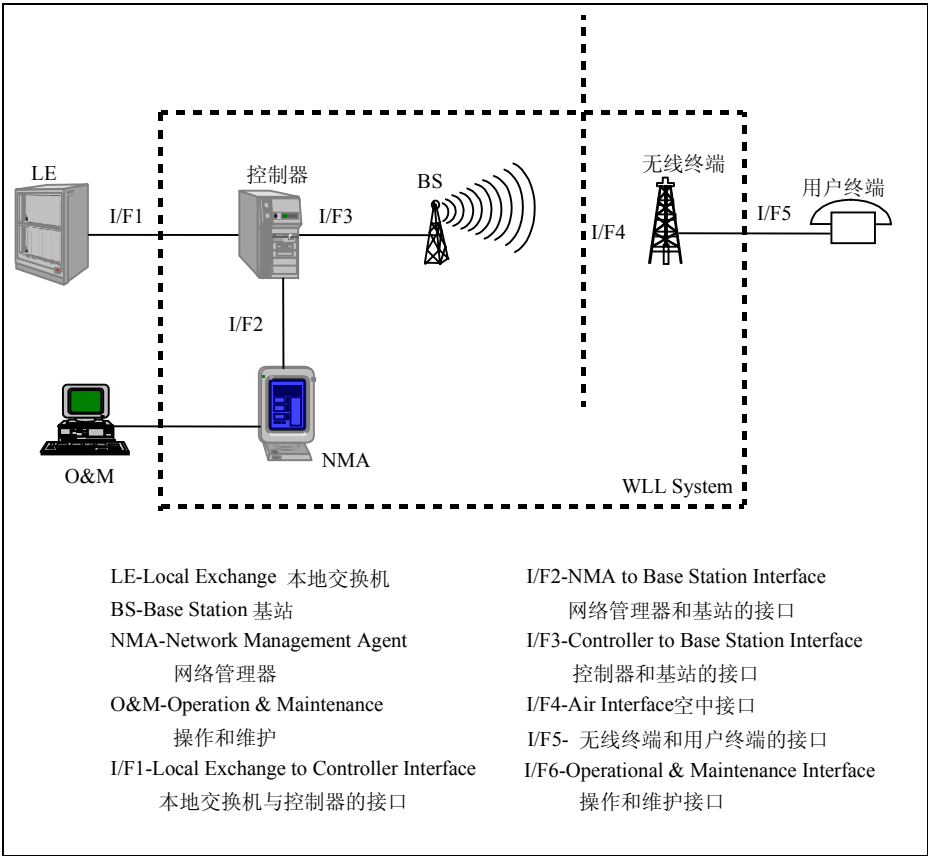 LE
控制器
BS
无线终端
用户终端
I/F1
I/F3
I/F4
I/F5
I/F2
O&M
NMA
WLL System
LE-Local Exchange 本地交换机
BS-Base Station 基站
NMA-Network Management Agent
网络管理器
O&M-Operation & Maintenance
操作和维护
I/F1-Local Exchange to Controller Interface
本地交换机与控制器的接口
I/F2-NMA to Base Station Interface
网络管理器和基站的接口
I/F3-Controller to Base Station Interface
控制器和基站的接口
I/F4-Air Interface空中接口
I/F5- 无线终端和用户终端的接口
I/F6-Operational & Maintenance Interface
操作和维护接口